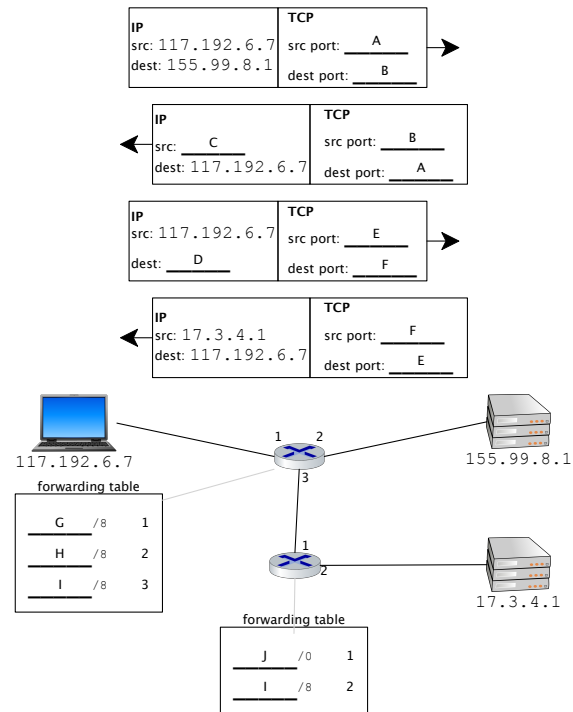 IP
src: 117.192.6.7
dest: 155.99.8.1
TCP
src port: A
dest port: B
IP
src: C
dest: 117.192.6.7
TCP
src port: B
dest port: A
IP
src: 117.192.6.7
dest: D
TCP
src port: E
dest port: F
IP
src: 17.3.4.1
dest: 117.192.6.7
TCP
src port: F
dest port: E
1 2
3
117.192.6.7
155.99.8.1
forwarding table
G /8 1
H /8 2
I /8 3
1
2
17.3.4.1
forwarding table
J /0 1
I /8 2